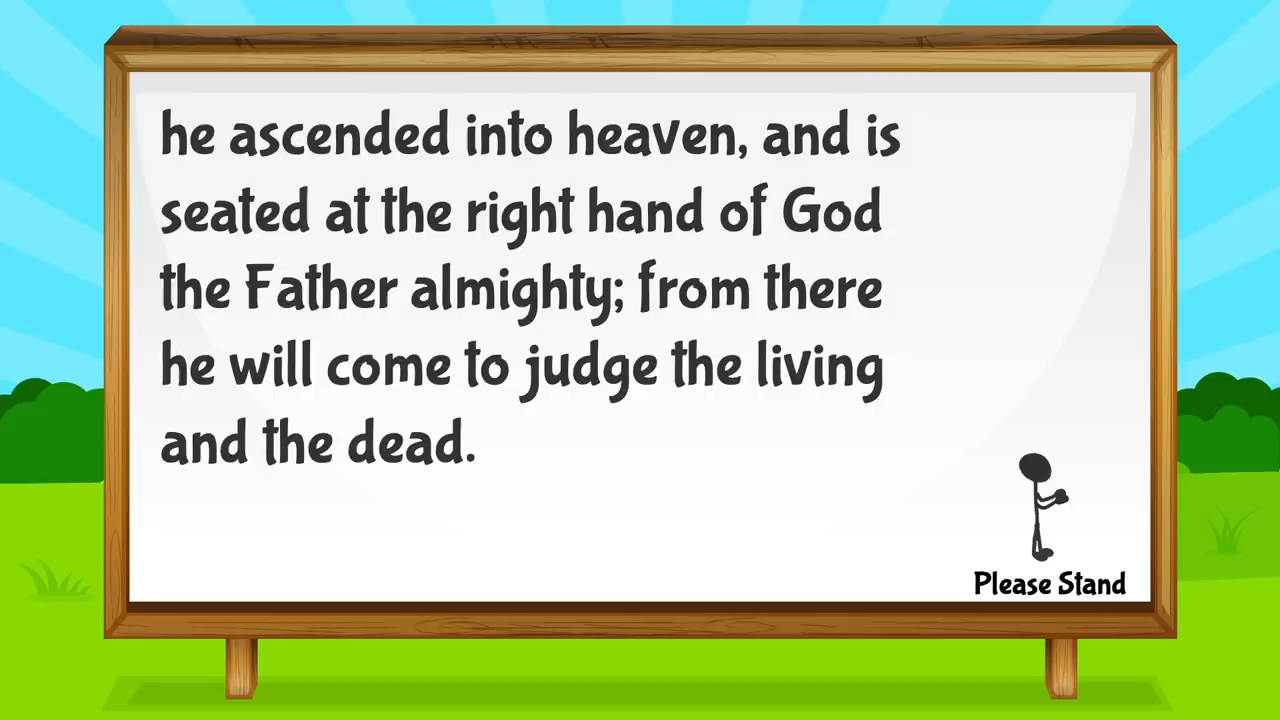 he ascended into heaven, and is
seated at the right hand of God
the Father almighty; from there
he will come to judge the living
and the dead.
Please Stand